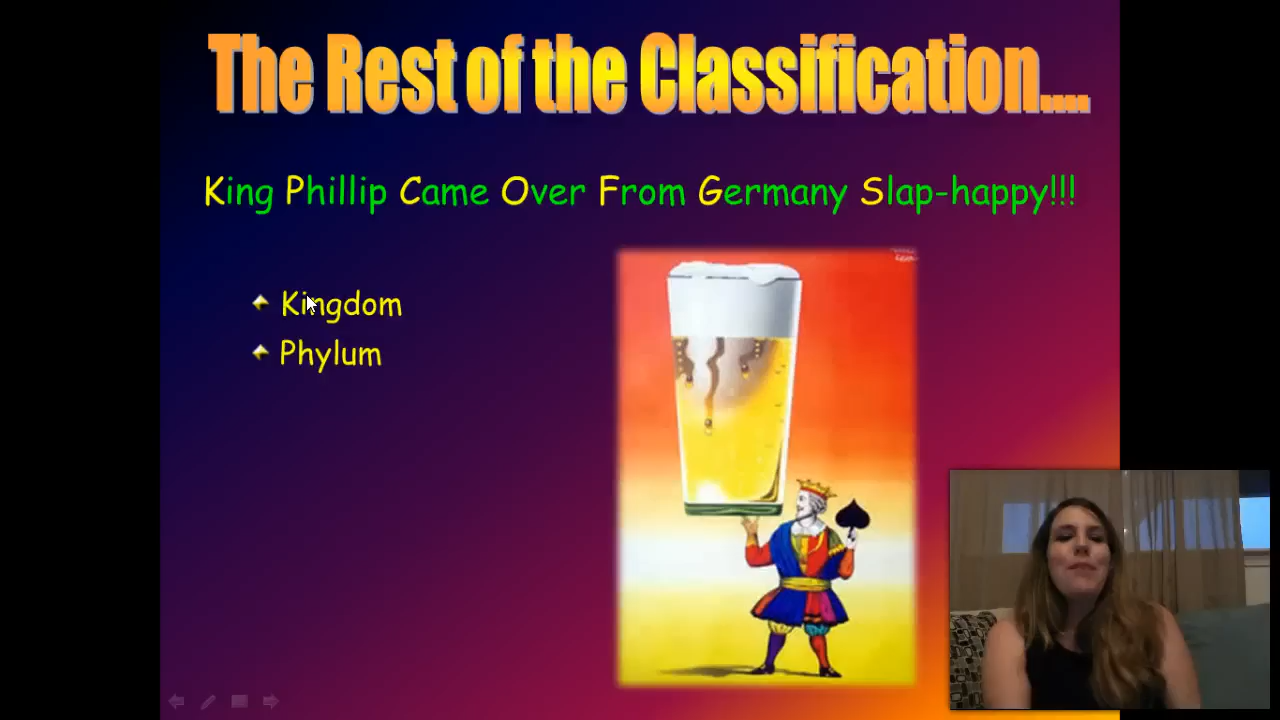 The Rest of the Classification....
King Phillip Came Over From Germany Slap-happy!!!
Kingdom
Phylum